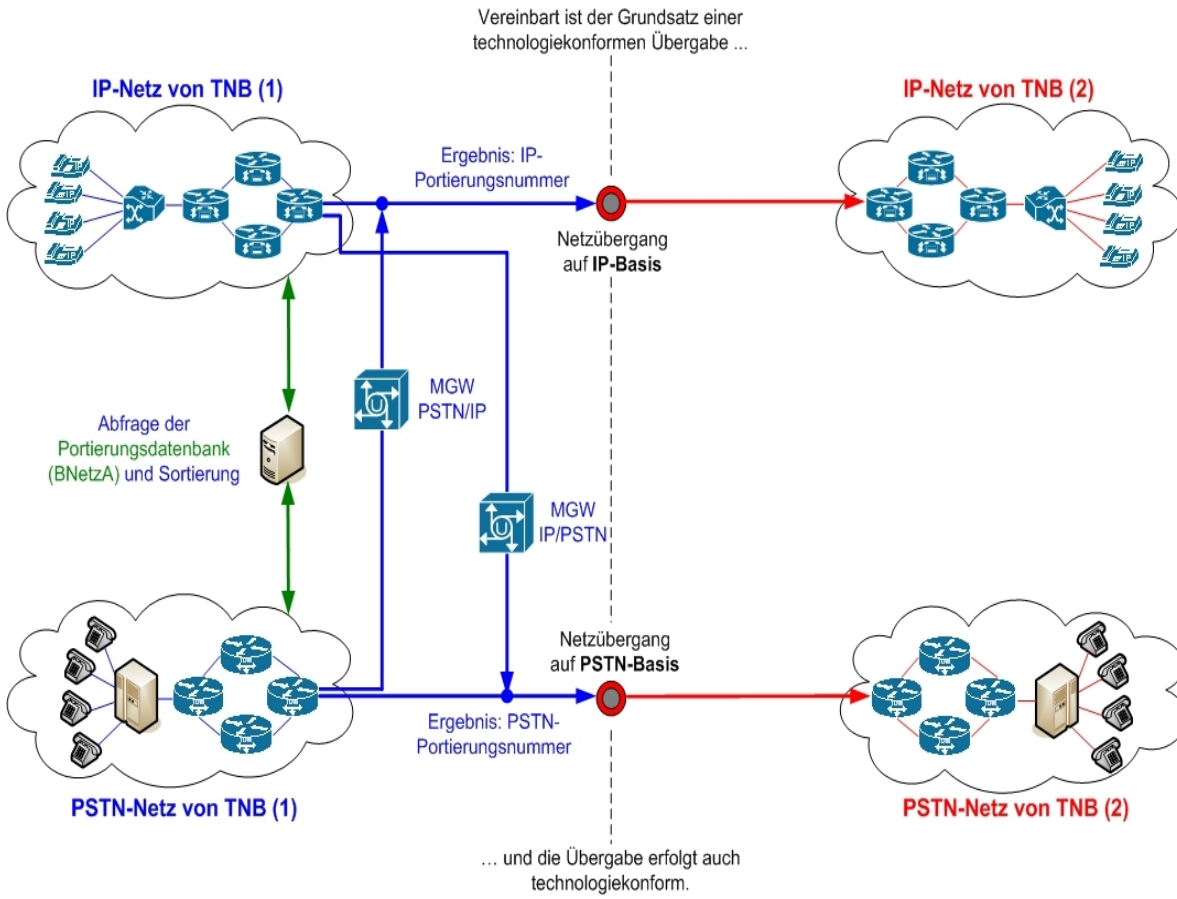 Vereinbart ist der Grundsatz einer
technologiekonformen Übergabe ...
IP-Netz von TNB (1)
IP-Netz von TNB (2)
Ergebnis: IP-
Portierungsnummer
Netzübergang
auf IP-Basis
MGW
PSTN/IP
Abfrage der
Portierungsdatenbank
(BNetzA) und Sortierung
MGW
IP/PSTN
Netzübergang
auf PSTN-Basis
Ergebnis: PSTN-
Portierungsnummer
PSTN-Netz von TNB (1)
PSTN-Netz von TNB (2)
... und die Übergabe erfolgt auch
technologiekonform.